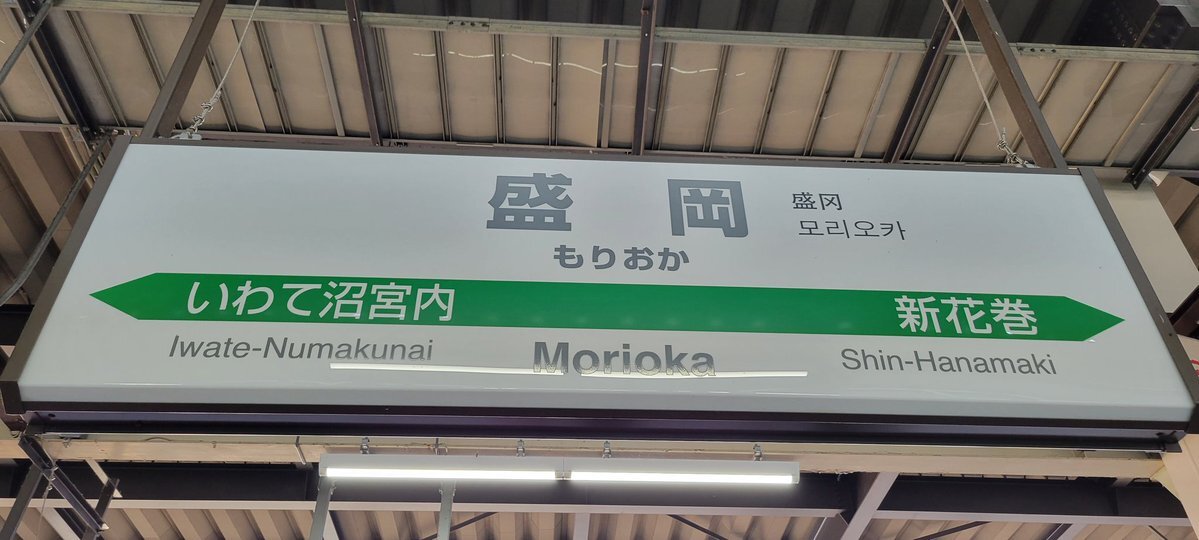 盛岡
盛冈
모리오카
もりおか
いわて沼宮内
新花巻
Iwate-Numakunai
Morioka
Shin-Hanamaki